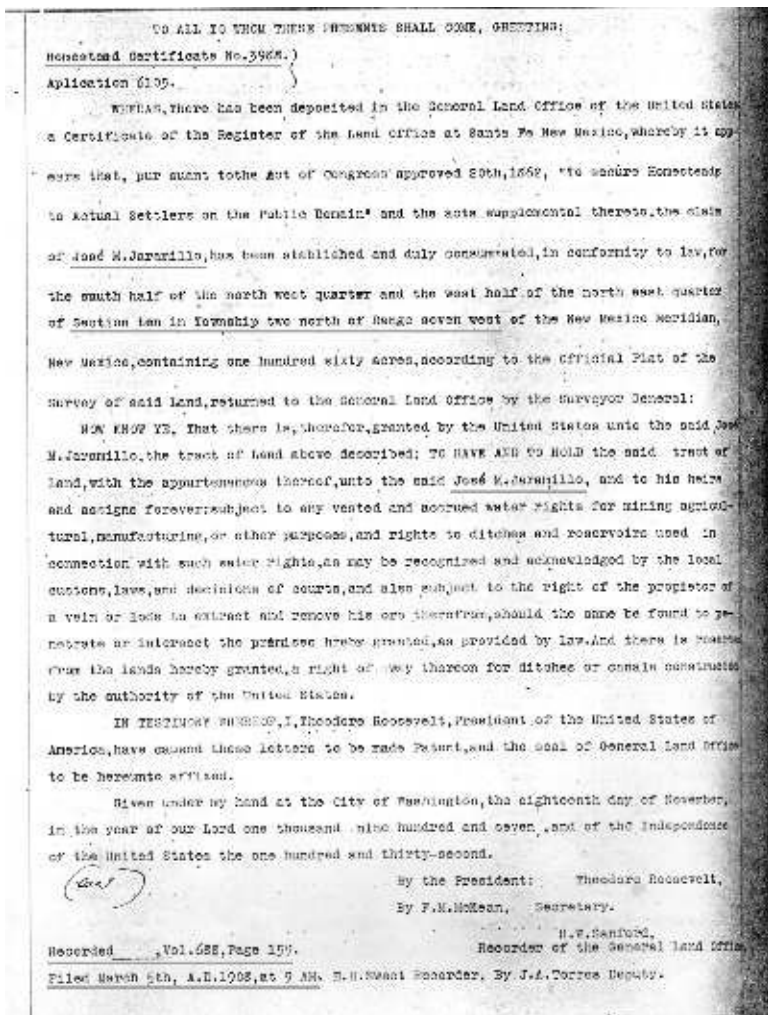 TO ALL TO WHOM THESE PRESENTS SHALL COME, GREETING:
Homestead Certificate No.3988.)
Aplication 6105. )
WHEREAS,There has been deposited in the General Land Office of the United States
a Certificate of the Register of the Land Office at Santa Fe New Mexico,whereby it app-
ears that, pur suant tothe Act of Congress approved 20th,1862, "To secure Homesteads
to Actual Settlers on the Public Domain" and the acts supplemental thereto,the claim
of José M.Jaramillo,has been stablished and duly consummated,in conformity to law,for
the south half of the north west quarter and the west half of the north east quarter
of Section ten in Township two north of Range seven west of the New Mexico Meridian,
New Mexico,containing one hundred sixty Acres,according to the Official Plat of the
Survey of said Land,returned to the General Land Office by the Surveyor General:
NOW KNOW YE, That there is,therefor,granted by the United States unto the said José
M.Jaramillo,the tract of Land above described; TO HAVE AND TO HOLD the said tract of
Land,with the appurtenances thereof,unto the said José M.Jaramillo, and to his heirs
and assigns forever;subject to any vested and accrued water rights for mining agricul-
tural,manufacturing,or other purposes,and rights to ditches and reservoirs used in
connection with such water rights,as may be recognized and acknowledged by the local
customs,laws,and decisions of courts,and also subject to the right of the propietor of
a vein or lode to extract and remove his ore therefrom,should the same be found to pe-
netrate or intersect the premises hreby granted,as provided by law.And there is
from the lands hereby granted,a right of way thereon for ditches or canals constructed
by the authority of the United States.
IN TESTIMONY WHEREOF,I,Theodore Roosevelt,President of the United States of
America,have caused these letters to be made Patent,and the seal of General Land Office
to be hereunto affixed.
Given under my hand at the City of Washington,the eighteenth day of November,
in the year of our Lord one thousand nine hundred and seven ,and of the Independence
of the United States the one hundred and thirty-second.
(seal) By the President: Theodore Roosevelt,
By F.M.McKean, Secretary.
H.W.Sanford,
Recorded ,Vol.688,Page 159. Recorder of the General Land Office,
Filed March 5th, A.D.1908,at 9 AM. Recorder, By J.A.Torres Deputy.